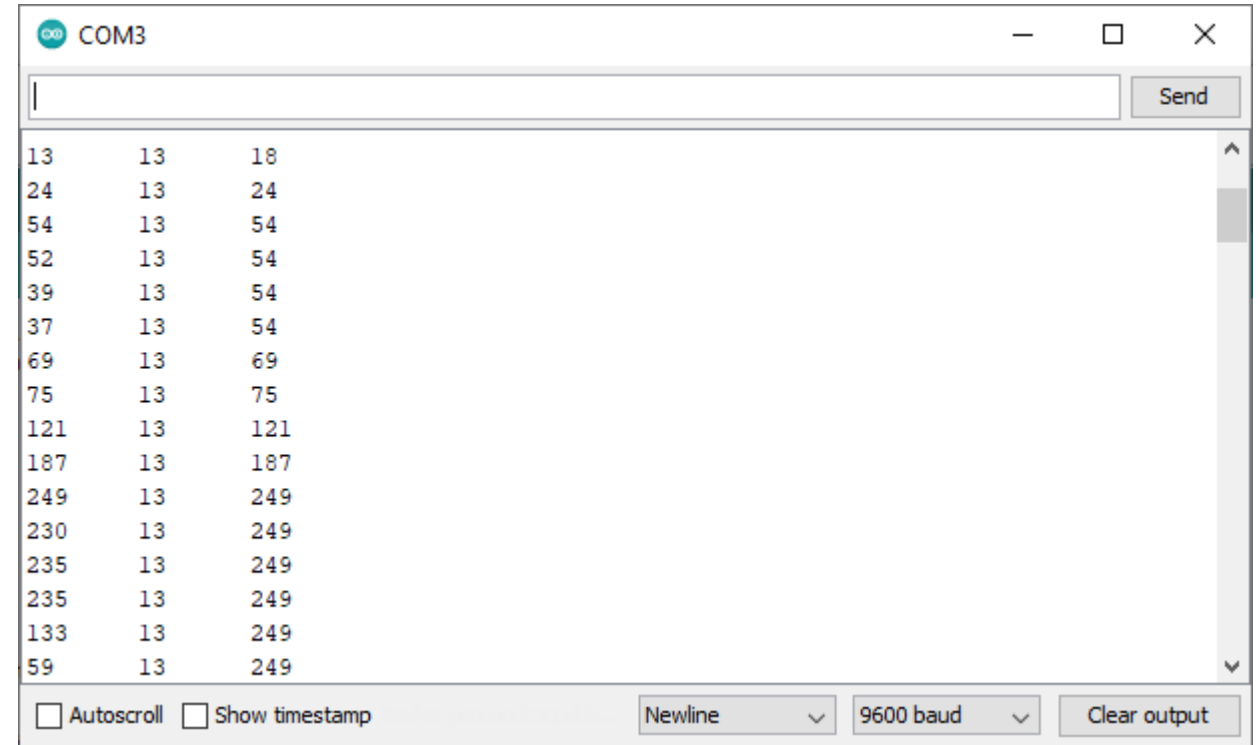 COM3
Send
13 13 18
24 13 24
54 13 54
52 13 54
39 13 54
37 13 54
69 13 69
75 13 75
121 13 121
187 13 187
249 13 249
230 13 249
235 13 249
235 13 249
133 13 249
59 13 249
Autoscroll Show timestamp Newline 9600 baud Clear output